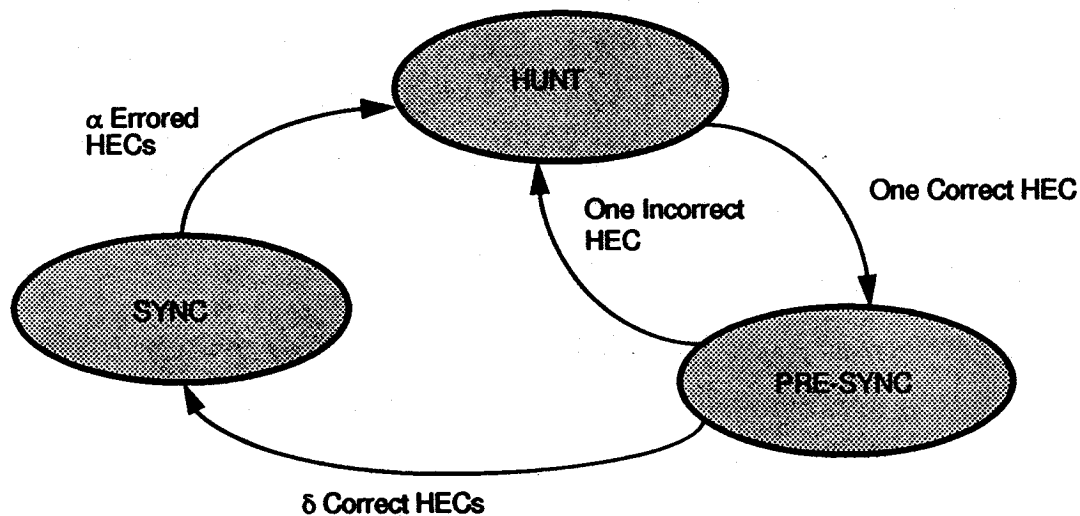 HUNT
α Errored
HECs
One Correct HEC
One Incorrect
HEC
SYNC
PRE-SYNC
δ Correct HECs